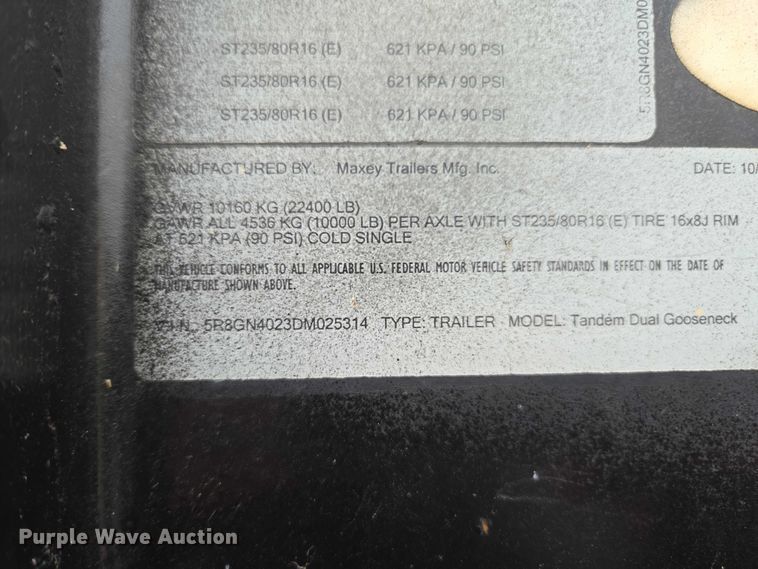 ST235/80R16 (E) 621 KPA / 90 PSI
ST235/80R16 (E) 621 KPA / 90 PSI
ST235/80R16 (E) 621 KPA / 90 PSI
5R8GN4023DM0
MANUFACTURED BY: Maxey Trailers Mfg. Inc. DATE: 10/
GVWR 10160 KG (22400 LB)
GAWR ALL 4536 KG (10000 LB) PER AXLE WITH ST235/80R16 (E) TIRE 16x8J RIM
AT 621 KPA (90 PSI) COLD SINGLE
THIS VEHICLE CONFORMS TO ALL APPLICABLE U.S. FEDERAL MOTOR VEHICLE SAFETY STANDARDS IN EFFECT ON THE DATE OF
MANUFACTURE SHOWN ABOVE.
V.I.N. 5R8GN4023DM025314 TYPE: TRAILER MODEL: Tandem Dual Gooseneck
Purple Wave Auction